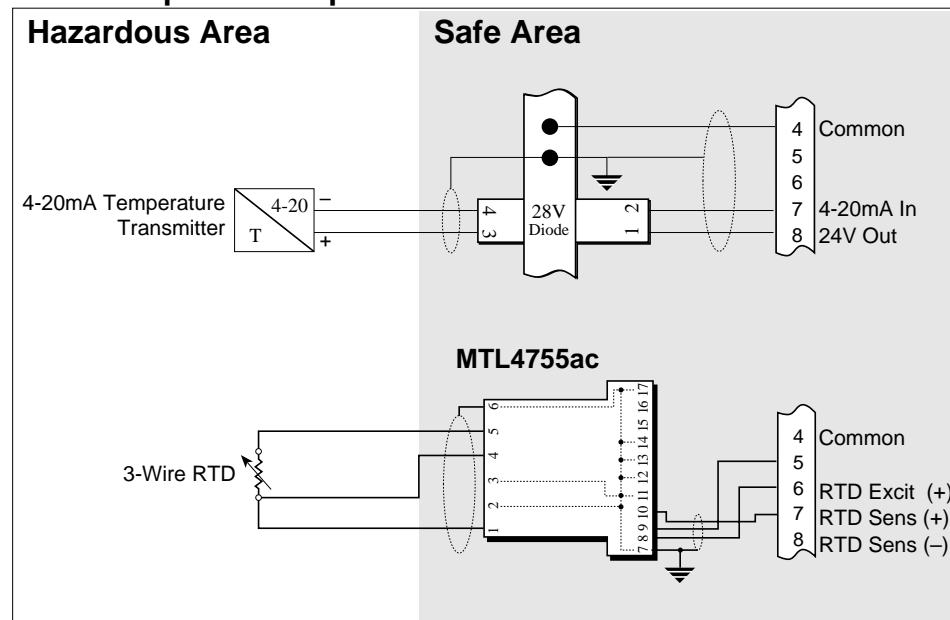 Hazardous Area
Safe Area
4-20mA Temperature
Transmitter
4-20
T
–
+
4
3
28V
Diode
2
1
4
5
6
7
8
Common
4-20mA In
24V Out
MTL4755ac
3-Wire RTD
6
5
4
3
2
1
17
16
15
14
13
12
11
10
9
8
7
4
5
6
7
8
Common
RTD Excit (+)
RTD Sens (+)
RTD Sens (–)